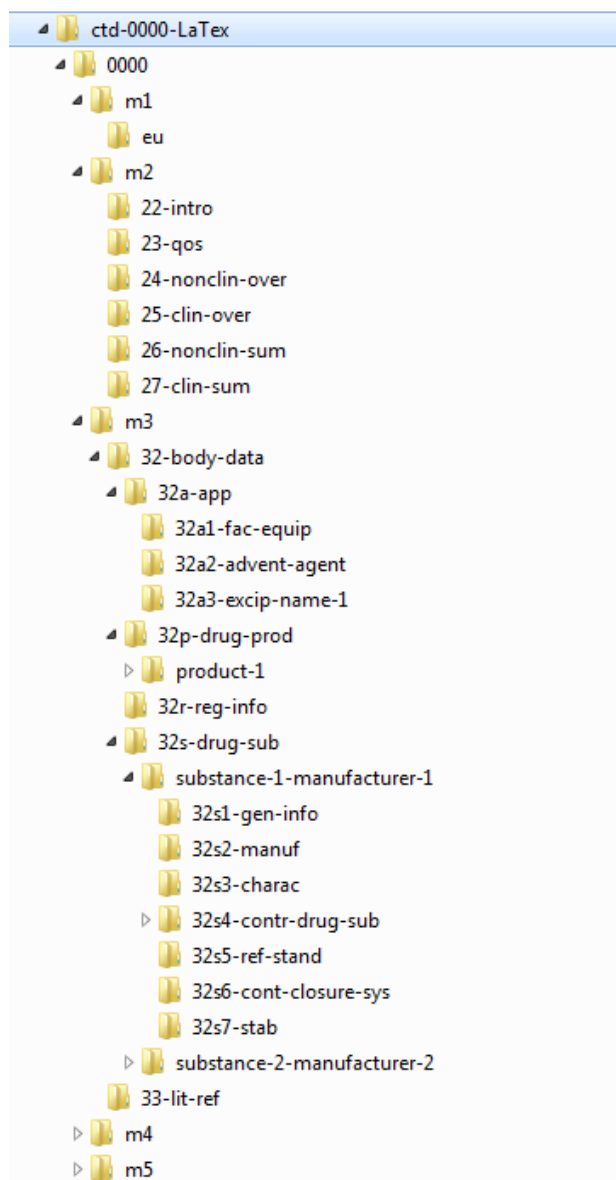 ctd-0000-LaTex
0000
m1
eu
m2
22-intro
23-qos
24-nonclin-over
25-clin-over
26-nonclin-sum
27-clin-sum
m3
32-body-data
32a-app
32a1-fac-equip
32a2-advent-agent
32a3-excip-name-1
32p-drug-prod
product-1
32r-reg-info
32s-drug-sub
substance-1-manufacturer-1
32s1-gen-info
32s2-manuf
32s3-charac
32s4-contr-drug-sub
32s5-ref-stand
32s6-cont-closure-sys
32s7-stab
substance-2-manufacturer-2
33-lit-ref
m4
m5